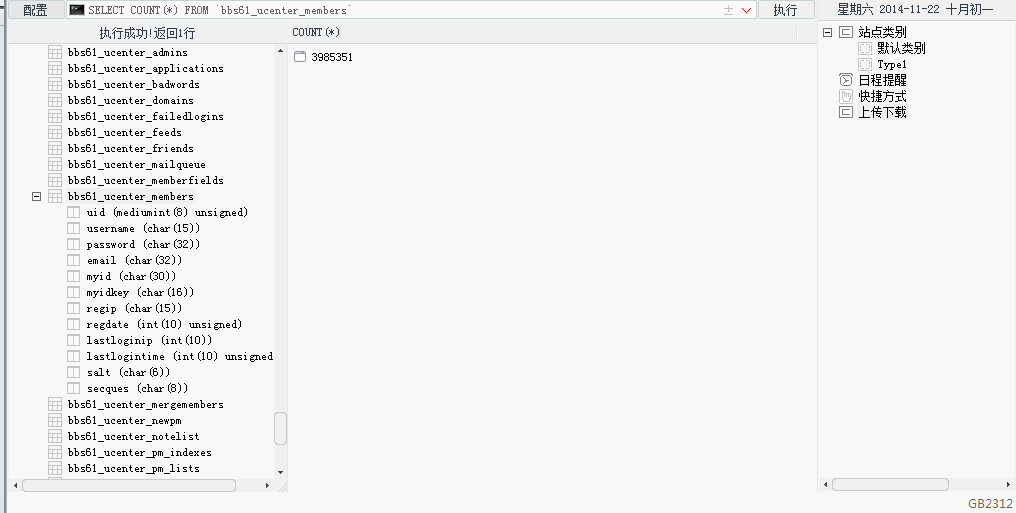 配置
SELECT COUNT(*) FROM `bbs61_ucenter_members`
执行
执行成功!返回1行
bbs61_ucenter_admins
bbs61_ucenter_applications
bbs61_ucenter_badwords
bbs61_ucenter_domains
bbs61_ucenter_failedlogins
bbs61_ucenter_feeds
bbs61_ucenter_friends
bbs61_ucenter_mailqueue
bbs61_ucenter_memberfields
bbs61_ucenter_members
uid (mediumint(8) unsigned)
username (char(15))
password (char(32))
email (char(32))
myid (char(30))
myidkey (char(16))
regip (char(15))
regdate (int(10) unsigned)
lastloginip (int(10))
lastlogintime (int(10) unsigned
salt (char(6))
secques (char(8))
bbs61_ucenter_mergemembers
bbs61_ucenter_newpm
bbs61_ucenter_notelist
bbs61_ucenter_pm_indexes
bbs61_ucenter_pm_lists
COUNT(*)
3985351
星期六 2014-11-22 十月初一
站点类别
默认类别
Type1
日程提醒
快捷方式
上传下载
GB2312